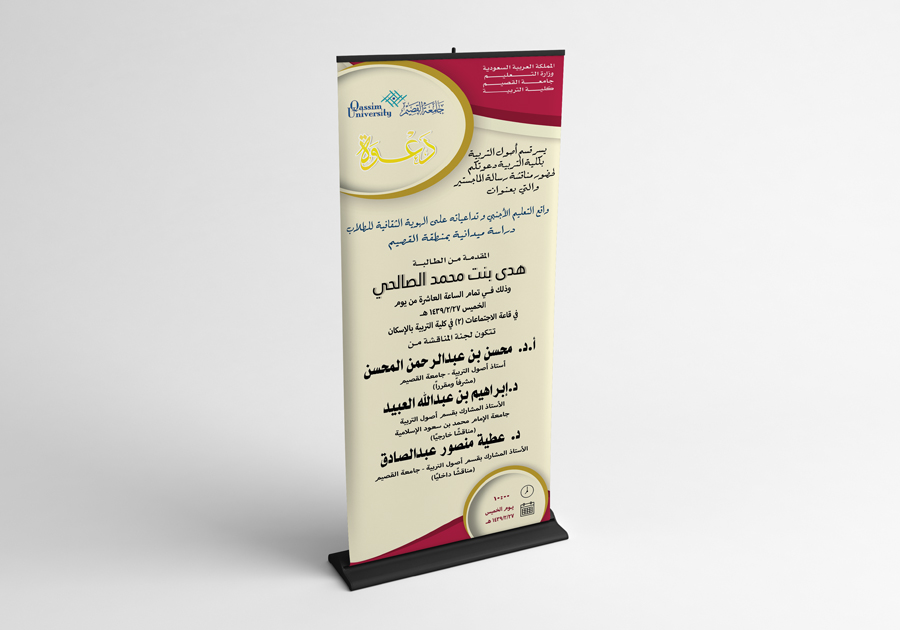 المملكة العربية السعودية
وزارة التعليم
جامعة القصيم
كلية التربية
Qassim University
جامعة القصيم
دعوة
يسر قسم أصول التربية
بكلية التربية دعوتكم
لحضور مناقشة رسالة الماجستير
والتي بعنوان
واقع التعليم الأجنبي وتداعياته على الهوية الثقافية للطلاب
دراسة ميدانية بمنطقة القصيم
المقدمة من الطالبة
هدى بنت محمد الصالحي
وذلك في تمام الساعة العاشرة من يوم
الخميس ١٤٣٩/٢/٢٧ هـ
في قاعة الاجتماعات (٢) في كلية التربية بالإسكان
تتكون لجنة المناقشة من
أ.د. محسن بن عبدالرحمن المحسن
أستاذ أصول التربية - جامعة القصيم
(مشرفاً ومقرراً)
د.إبراهيم بن عبدالله العبيد
الأستاذ المشارك بقسم أصول التربية
جامعة الإمام محمد بن سعود الإسلامية
(مناقشًا خارجيًا)
د. عطية منصور عبدالصادق
الأستاذ المشارك بقسم أصول التربية - جامعة القصيم
(مناقشًا داخليًا)
١٠:٠٠
يوم الخميس
١٤٣٩/٢/٢٧ هـ